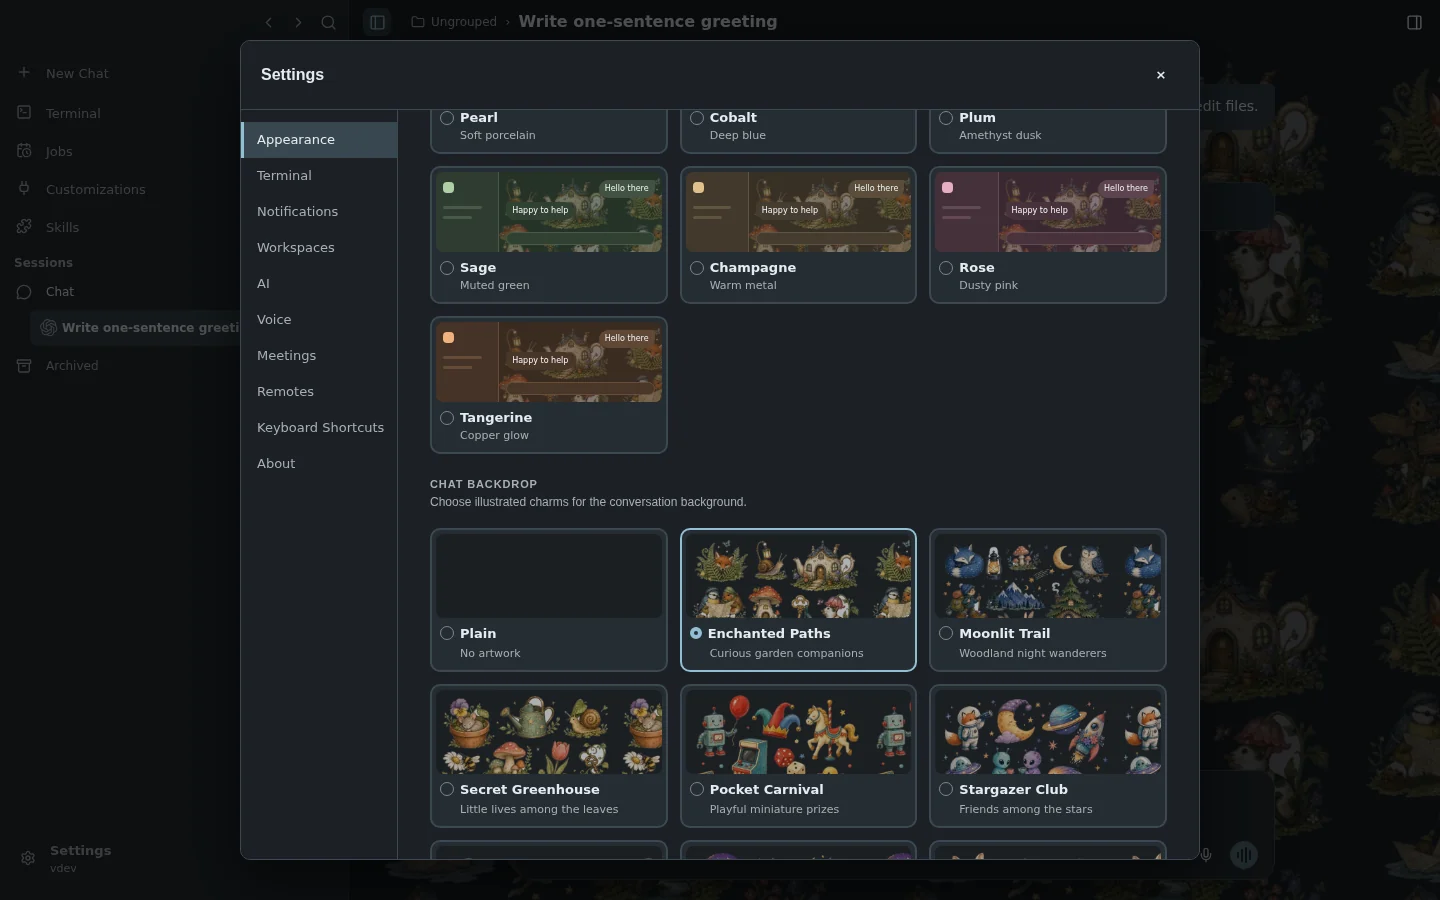 Ungrouped › Write one-sentence greeting
Settings
×
New Chat
Terminal
Jobs
Customizations
Skills
Sessions
Chat
Write one-sentence greeti
Archived
Settings
vdev
Appearance
Terminal
Notifications
Workspaces
AI
Voice
Meetings
Remotes
Keyboard Shortcuts
About
Pearl
Soft porcelain
Cobalt
Deep blue
Plum
Amethyst dusk
Hello there
Happy to help
Sage
Muted green
Hello there
Happy to help
Champagne
Warm metal
Hello there
Happy to help
Rose
Dusty pink
Hello there
Happy to help
Tangerine
Copper glow
CHAT BACKDROP
Choose illustrated charms for the conversation background.
Plain
No artwork
Enchanted Paths
Curious garden companions
Moonlit Trail
Woodland night wanderers
Secret Greenhouse
Little lives among the leaves
Pocket Carnival
Playful miniature prizes
Stargazer Club
Friends among the stars
edit files.